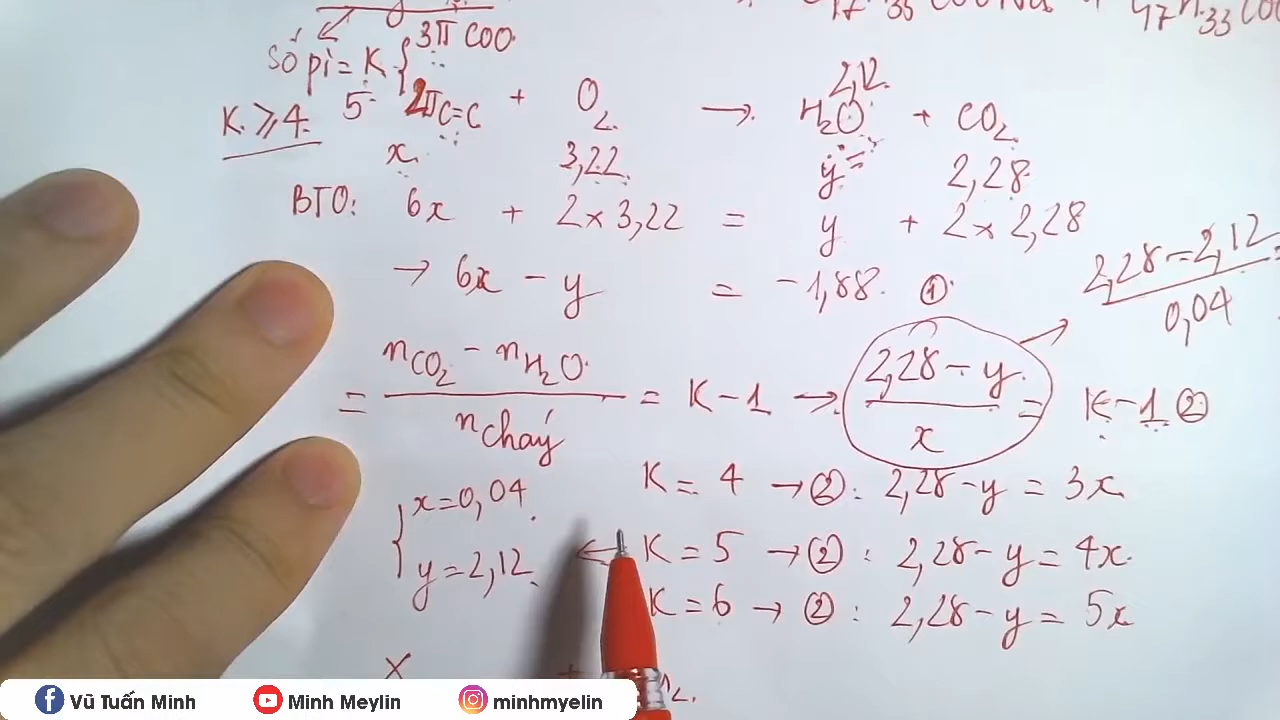 3π COO
Số pi = K
K ≥ 4 5 2π C=C + O₂ → H₂O + CO₂
2,12
x 3,22 y = 2,28
BTO: 6x + 2 x 3,22 = y + 2 x 2,28
→ 6x - y = -1,88 ①
2,28 - 2,12 / 0,04
= nCO₂ - nH₂O / n cháy = K - 1 → 2,28 - y / x = K - 1 ②
K = 4 → ②: 2,28 - y = 3x
x = 0,04
K = 5 → ②: 2,28 - y = 4x
y = 2,12 ←
K = 6 → ②: 2,28 - y = 5x
X +
Vũ Tuấn Minh Minh Meylin minhmyelin